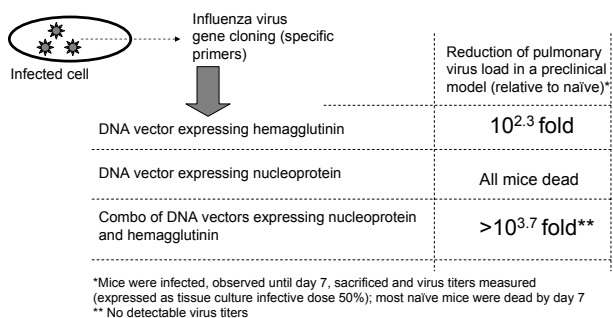 Influenza virus
gene cloning (specific
primers)
Infected cell
Reduction of pulmonary
virus load in a preclinical
model (relative to naïve)*
DNA vector expressing hemagglutinin
10^2.3 fold
DNA vector expressing nucleoprotein
All mice dead
Combo of DNA vectors expressing nucleoprotein
and hemagglutinin
>10^3.7 fold**
*Mice were infected, observed until day 7, sacrificed and virus titers measured
(expressed as tissue culture infective dose 50%); most naïve mice were dead by day 7
** No detectable virus titers